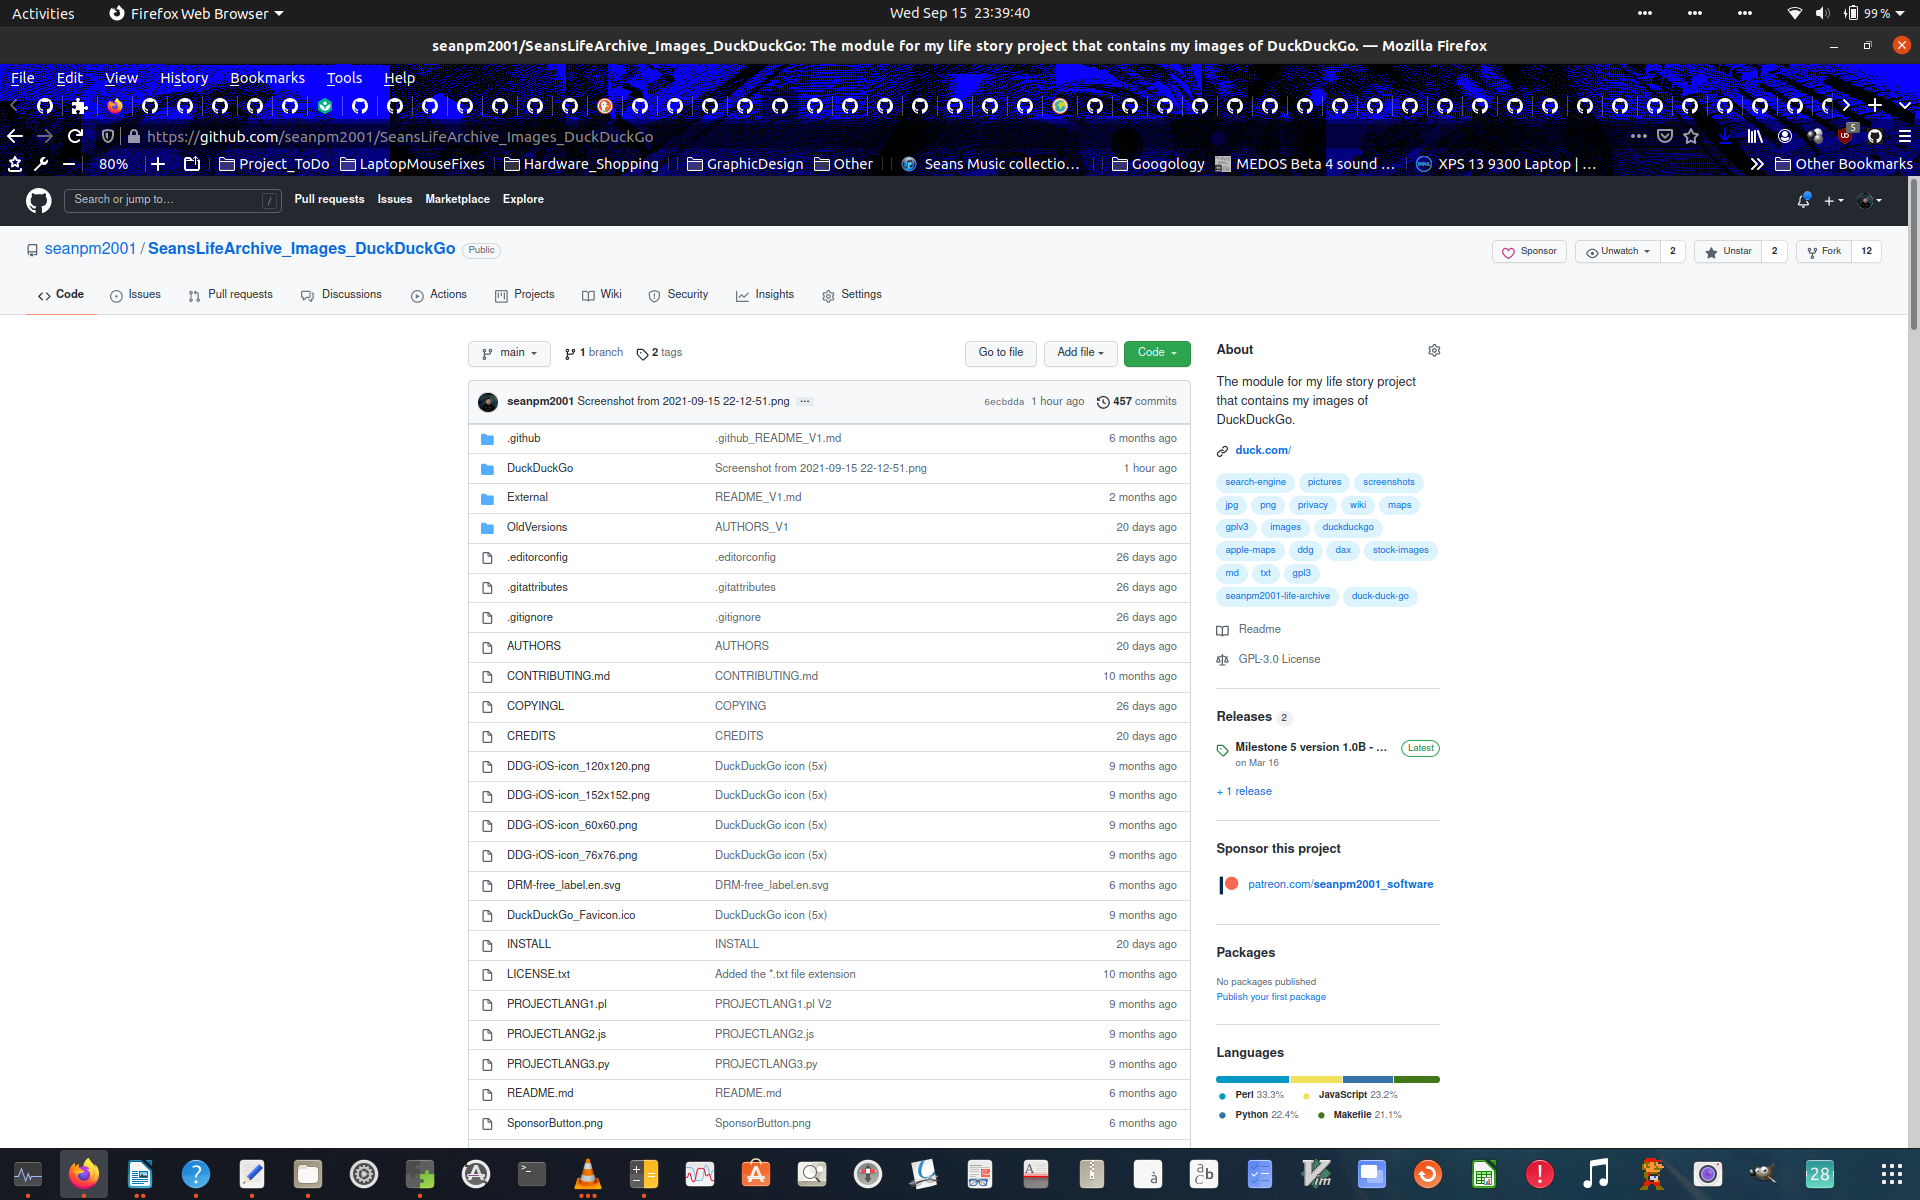 Activities Firefox Web Browser Wed Sep 15 23:39:40 99 %
seanpm2001/SeansLifeArchive_Images_DuckDuckGo: The module for my life story project that contains my images of DuckDuckGo. — Mozilla Firefox
File Edit View History Bookmarks Tools Help
https://github.com/seanpm2001/SeansLifeArchive_Images_DuckDuckGo 5
80% Project_ToDo LaptopMouseFixes Hardware_Shopping GraphicDesign Other Seans Music collectio… Googology MEDOS Beta 4 sound … XPS 13 9300 Laptop | … Other Bookmarks
Search or jump to… / Pull requests Issues Marketplace Explore
seanpm2001 / SeansLifeArchive_Images_DuckDuckGo Public Sponsor Unwatch 2 Unstar 2 Fork 12
Code Issues Pull requests Discussions Actions Projects Wiki Security Insights Settings
main 1 branch 2 tags Go to file Add file Code
seanpm2001 Screenshot from 2021-09-15 22-12-51.png … 6ecbdda 1 hour ago 457 commits
.github .github_README_V1.md 6 months ago
DuckDuckGo Screenshot from 2021-09-15 22-12-51.png 1 hour ago
External README_V1.md 2 months ago
OldVersions AUTHORS_V1 20 days ago
.editorconfig .editorconfig 26 days ago
.gitattributes .gitattributes 26 days ago
.gitignore .gitignore 26 days ago
AUTHORS AUTHORS 20 days ago
CONTRIBUTING.md CONTRIBUTING.md 10 months ago
COPYINGL COPYING 26 days ago
CREDITS CREDITS 20 days ago
DDG-iOS-icon_120x120.png DuckDuckGo icon (5x) 9 months ago
DDG-iOS-icon_152x152.png DuckDuckGo icon (5x) 9 months ago
DDG-iOS-icon_60x60.png DuckDuckGo icon (5x) 9 months ago
DDG-iOS-icon_76x76.png DuckDuckGo icon (5x) 9 months ago
DRM-free_label.en.svg DRM-free_label.en.svg 6 months ago
DuckDuckGo_Favicon.ico DuckDuckGo icon (5x) 9 months ago
INSTALL INSTALL 20 days ago
LICENSE.txt Added the *.txt file extension 10 months ago
PROJECTLANG1.pl PROJECTLANG1.pl V2 9 months ago
PROJECTLANG2.js PROJECTLANG2.js 9 months ago
PROJECTLANG3.py PROJECTLANG3.py 9 months ago
README.md README.md 6 months ago
SponsorButton.png SponsorButton.png 6 months ago
About
The module for my life story project
that contains my images of
DuckDuckGo.
duck.com/
search-engine pictures screenshots
jpg png privacy wiki maps
gplv3 images duckduckgo
apple-maps ddg dax stock-images
md txt gpl3
seanpm2001-life-archive duck-duck-go
Readme
GPL-3.0 License
Releases 2
Milestone 5 version 1.0B - … Latest
on Mar 16
+ 1 release
Sponsor this project
patreon.com/seanpm2001_software
Packages
No packages published
Publish your first package
Languages
Perl 33.3% JavaScript 23.2%
Python 22.4% Makefile 21.1%
28